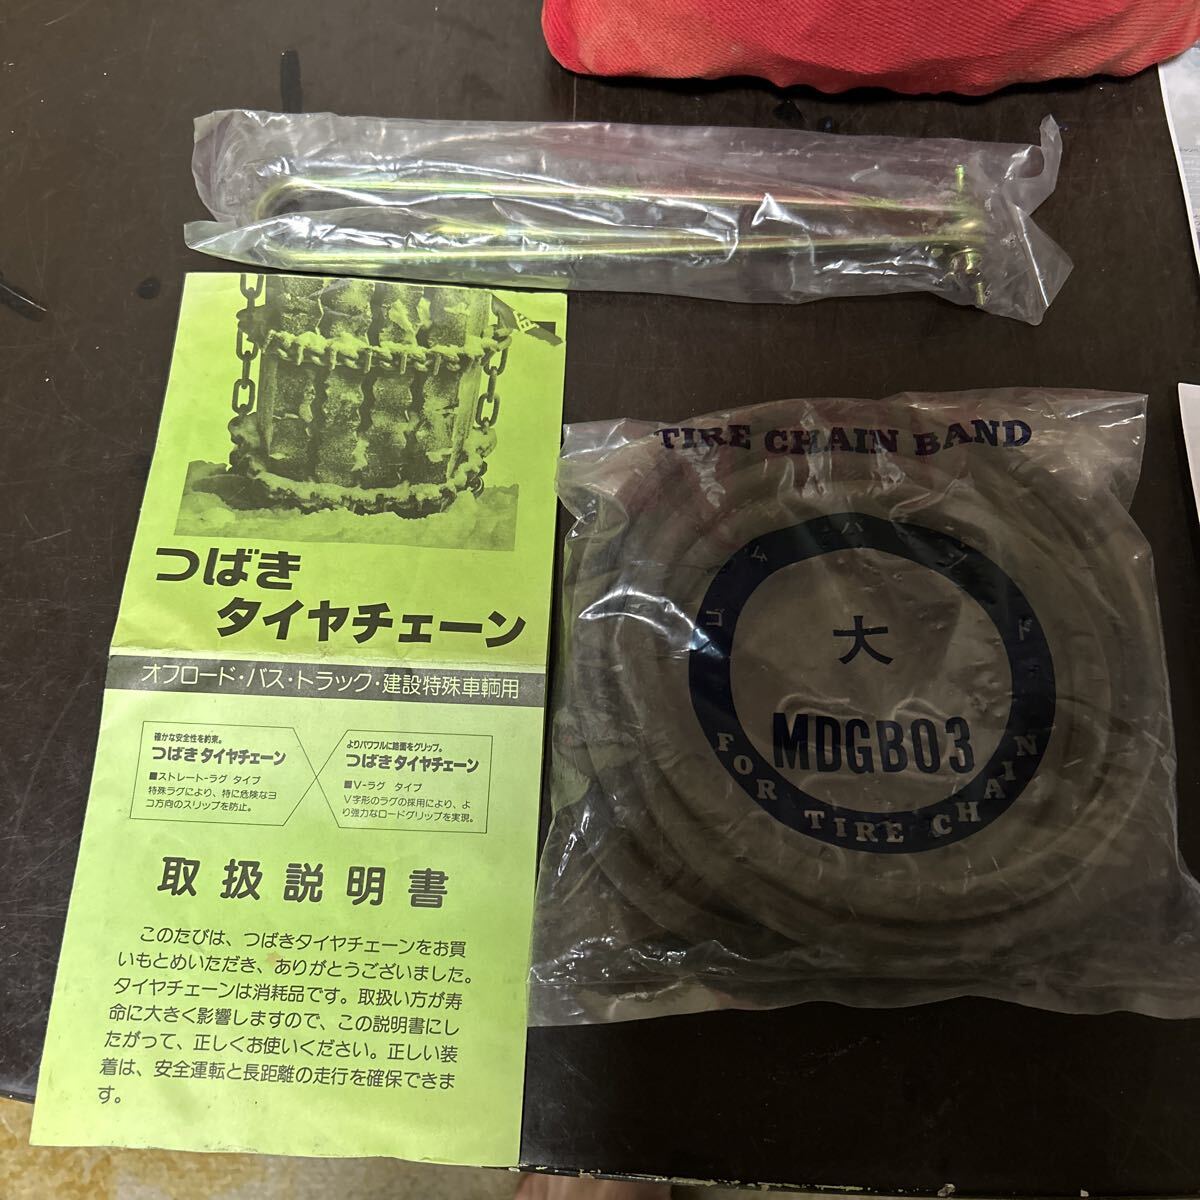 つばき
タイヤチェーン
オフロード・バス・トラック・建設特殊車輌用
確かな安全性を約束。
つばきタイヤチェーン
■ストレート-ラグ タイプ
特殊ラグにより、特に危険なヨ
コ方向のスリップを防止。
よりパワフルに路面をグリップ。
つばきタイヤチェーン
■V-ラグ タイプ
V字形のラグの採用により、よ
り強力なロードグリップを実現。
取扱説明書
このたびは、つばきタイヤチェーンをお買
いもとめいただき、ありがとうございました。
タイヤチェーンは消耗品です。取扱い方が寿
命に大きく影響しますので、この説明書にし
たがって、正しくお使いください。正しい装
着は、安全運転と長距離の走行を確保できま
す。
TIRE CHAIN BAND
ゴムバンド
大
MDGB03
FOR TIRE CHAIN